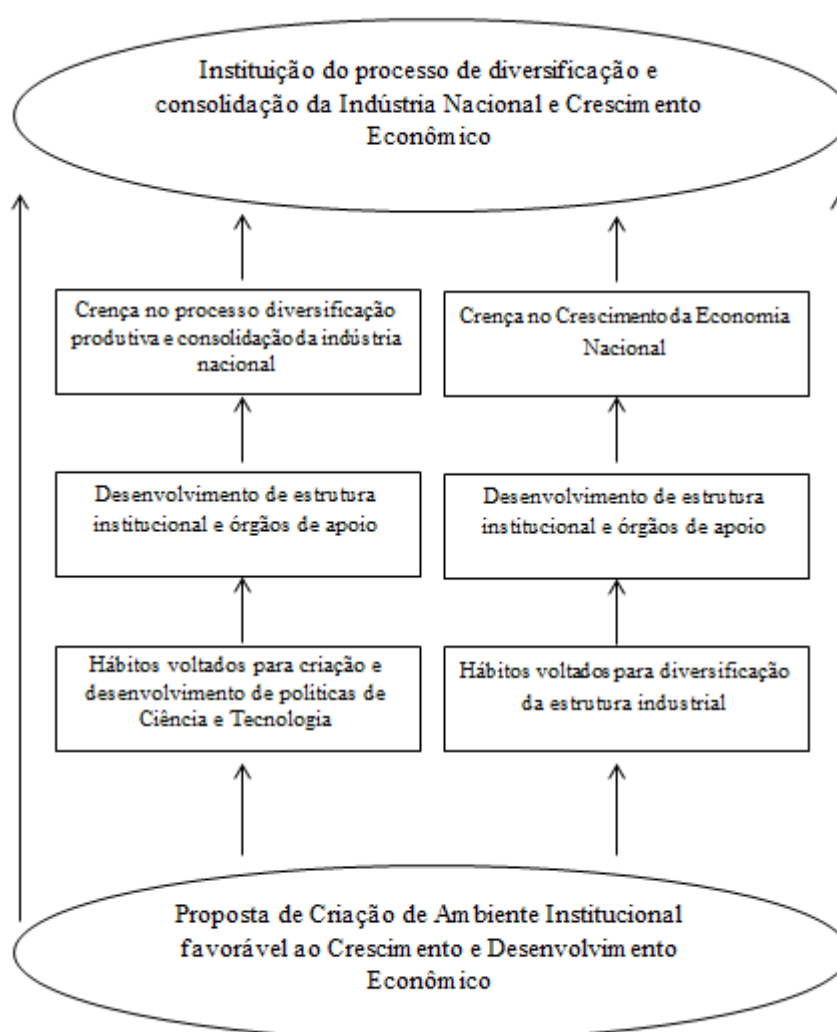 Instituição do processo de diversificação e
consolidação da Indústria Nacional e Crescimento
Econômico
Crença no processo diversificação
produtiva e consolidação da indústria
nacional
Crença no Crescimento da Economia
Nacional
Desenvolvimento de estrutura
institucional e órgãos de apoio
Desenvolvimento de estrutura
institucional e órgãos de apoio
Hábitos voltados para criação e
desenvolvimento de políticas de
Ciência e Tecnologia
Hábitos voltados para diversificação
da estrutura industrial
Proposta de Criação de Ambiente Institucional
favorável ao Crescimento e Desenvolvimento
Econômico